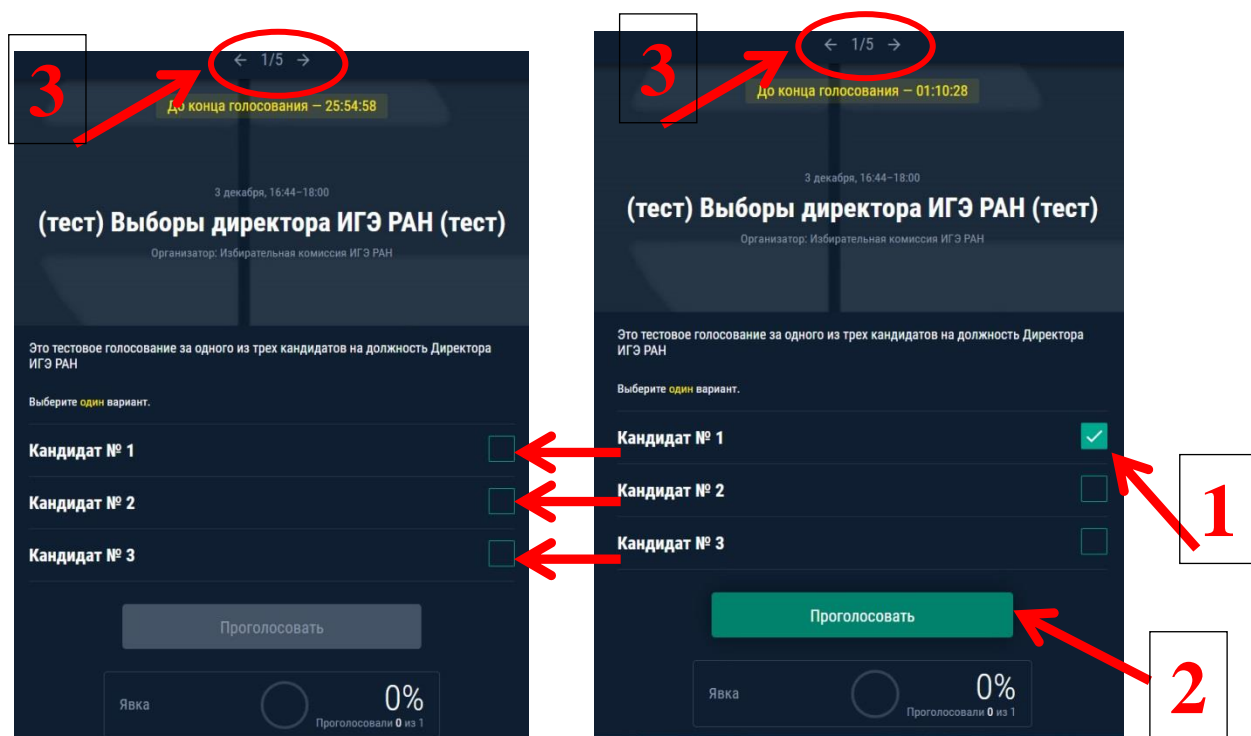 3
← 1/5 →
До конца голосования — 25:54:58
3 декабря, 16:44–18:00
(тест) Выборы директора ИГЭ РАН (тест)
Организатор: Избирательная комиссия ИГЭ РАН
Это тестовое голосование за одного из трех кандидатов на должность Директора
ИГЭ РАН
Выберите один вариант.
Кандидат № 1
Кандидат № 2
Кандидат № 3
Проголосовать
Явка
0%
Проголосовали 0 из 1
3
← 1/5 →
До конца голосования — 01:10:28
3 декабря, 16:44–18:00
(тест) Выборы директора ИГЭ РАН (тест)
Организатор: Избирательная комиссия ИГЭ РАН
Это тестовое голосование за одного из трех кандидатов на должность Директора
ИГЭ РАН
Выберите один вариант.
Кандидат № 1
Кандидат № 2
Кандидат № 3
1
Проголосовать
2
Явка
0%
Проголосовали 0 из 1